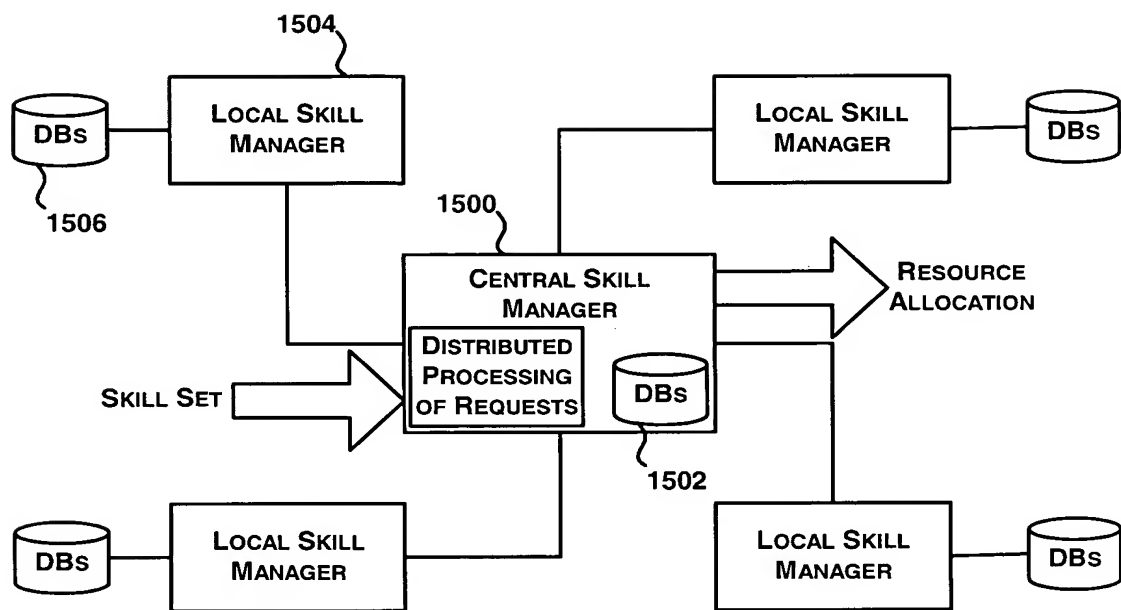 1504
DBs
LOCAL SKILL
MANAGER
LOCAL SKILL
MANAGER
DBs
1506
1500
CENTRAL SKILL
MANAGER
RESOURCE
ALLOCATION
DISTRIBUTED
PROCESSING
OF REQUESTS
DBs
SKILL SET
1502
DBs
LOCAL SKILL
MANAGER
LOCAL SKILL
MANAGER
DBs